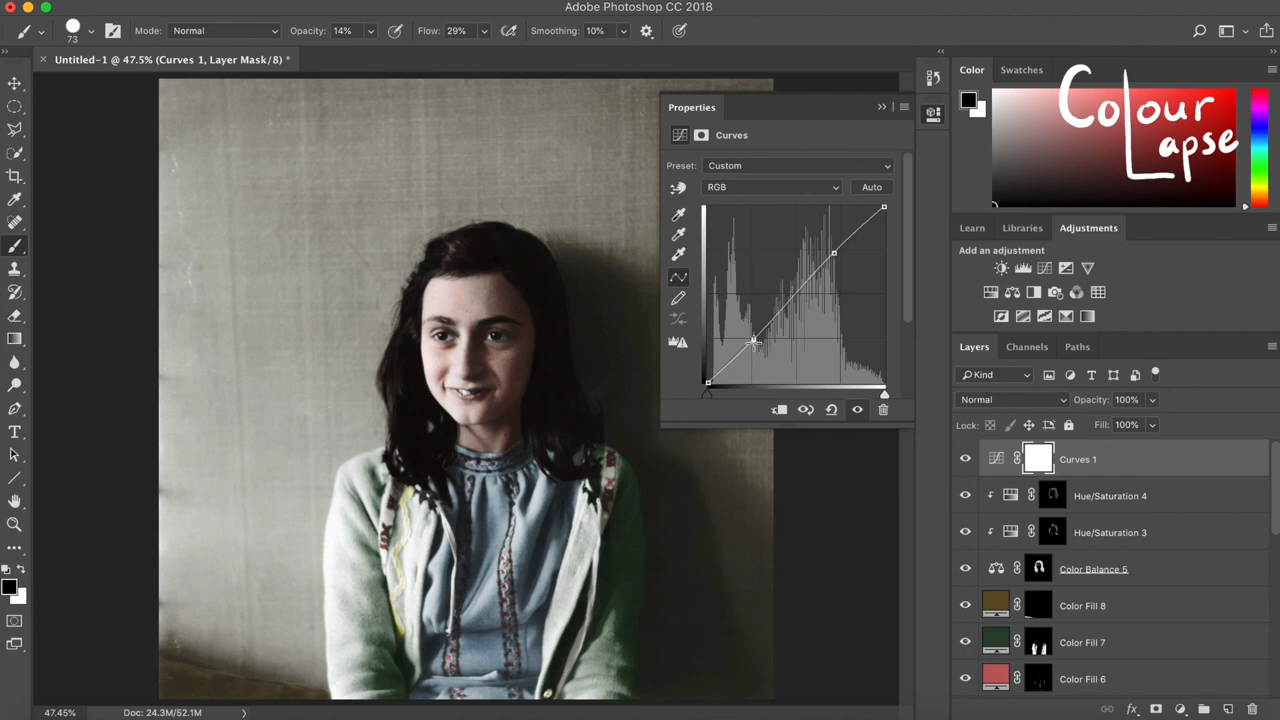 Adobe Photoshop CC 2018
73 Mode: Normal Opacity: 14% Flow: 29% Smoothing: 10%
Untitled-1 @ 47.5% (Curves 1, Layer Mask/8) *
Properties
Curves
Preset: Custom
RGB Auto
Color Swatches
Colour
Lapse
Learn Libraries Adjustments
Add an adjustment
Layers Channels Paths
Kind
Normal Opacity: 100%
Lock: Fill: 100%
Curves 1
Hue/Saturation 4
Hue/Saturation 3
Color Balance 5
Color Fill 8
Color Fill 7
Color Fill 6
fx
47.45% Doc: 24.3M/52.1M